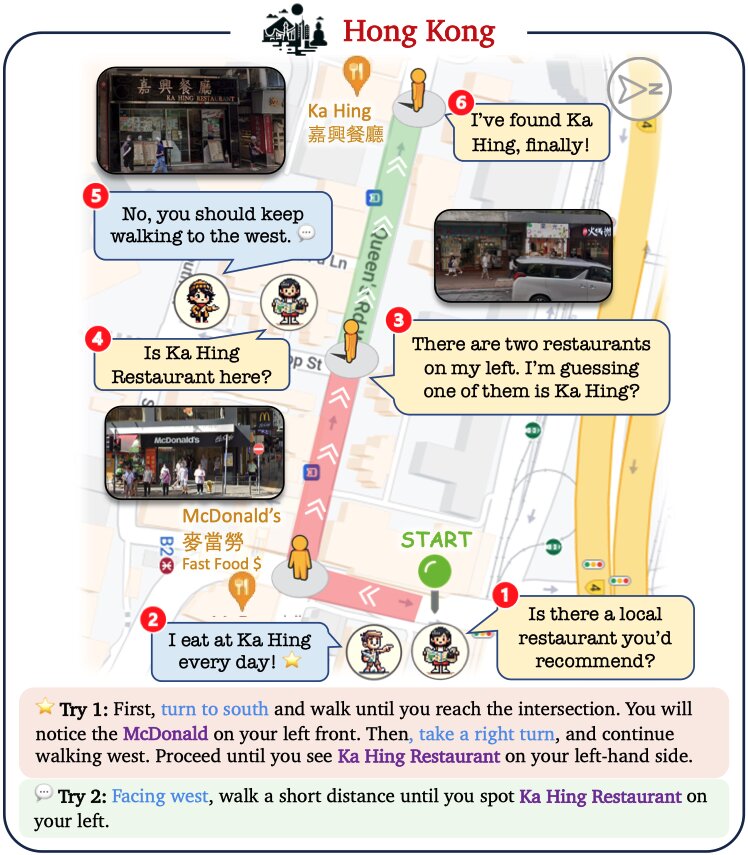 Hong Kong
嘉興餐廳
KA HING RESTAURANT
Ka Hing
嘉興餐廳
N
4
6
I've found Ka
Hing, finally!
5
No, you should keep
walking to the west.
Ln
Queen's Rd
火鍋
3
There are two restaurants
on my left. I'm guessing
one of them is Ka Hing?
4
Is Ka Hing
Restaurant here?
op St
McDonald's
McDonald's
麥當勞
Fast Food $
B2
START
4
1
Is there a local
restaurant you'd
recommend?
2
I eat at Ka Hing
every day!
Try 1: First, turn to south and walk until you reach the intersection. You will
notice the McDonald on your left front. Then, take a right turn, and continue
walking west. Proceed until you see Ka Hing Restaurant on your left-hand side.
Try 2: Facing west, walk a short distance until you spot Ka Hing Restaurant on
your left.